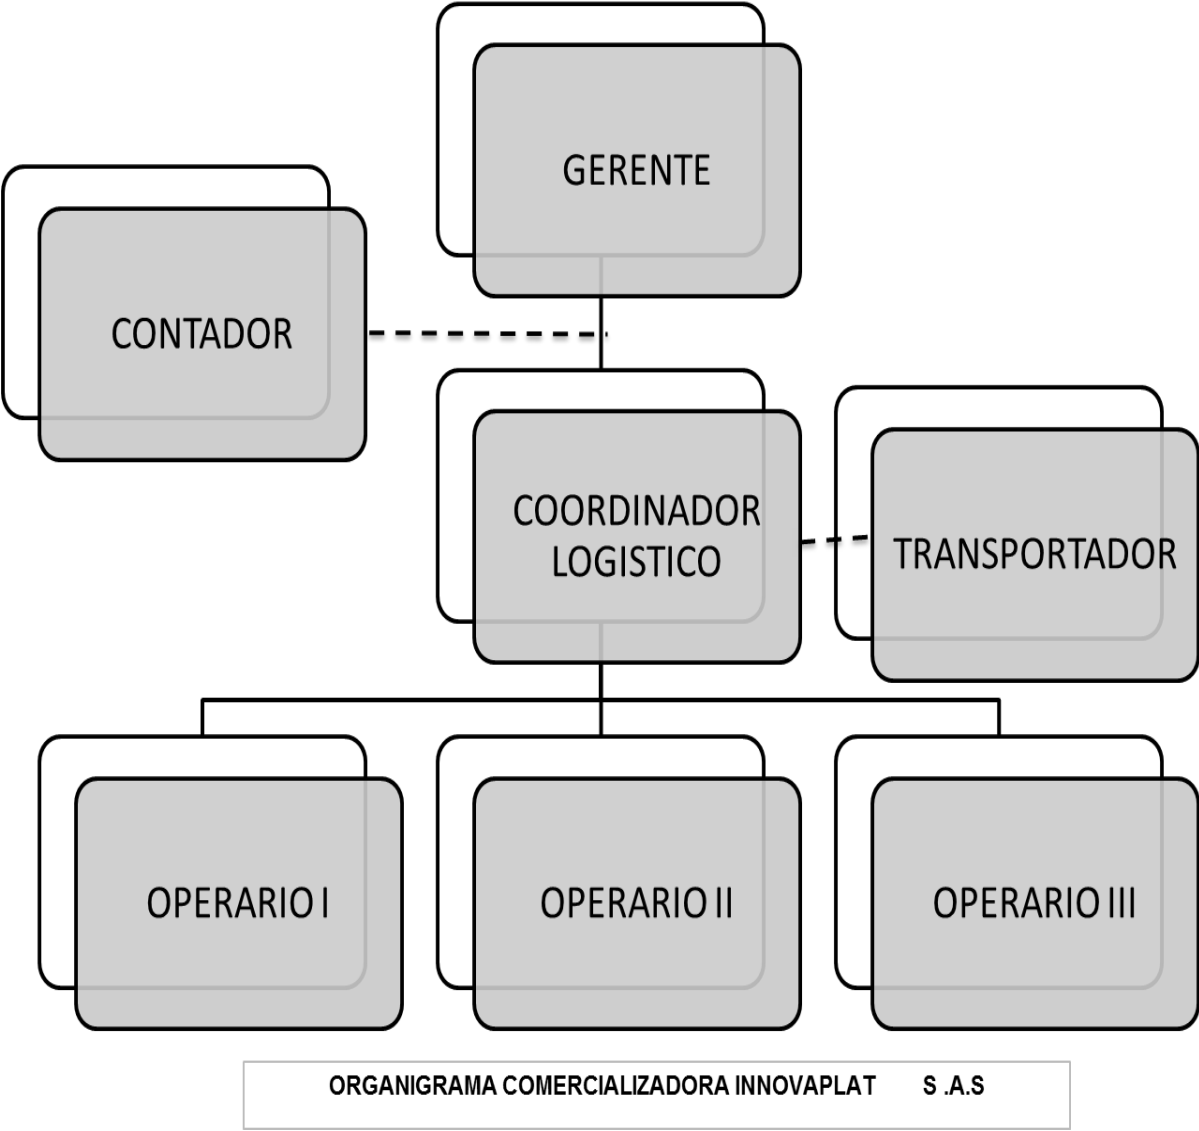 GERENTE
CONTADOR
COORDINADOR
LOGISTICO
TRANSPORTADOR
OPERARIO I
OPERARIO II
OPERARIO III
ORGANIGRAMA COMERCIALIZADORA INNOVAPLAT S .A.S